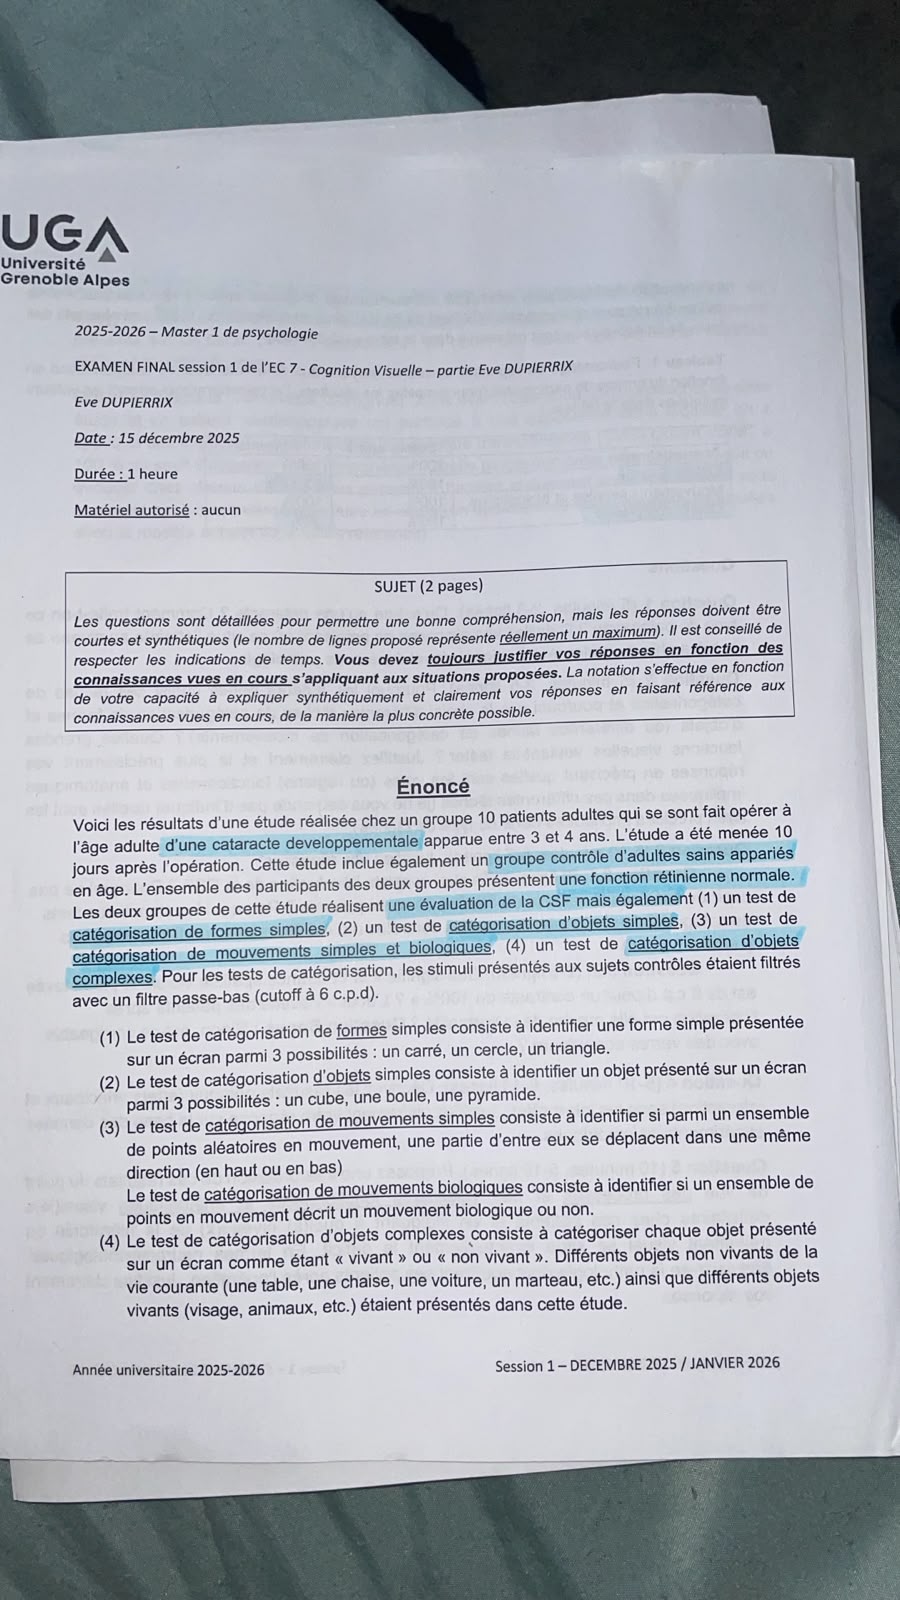 UGA
Université
Grenoble Alpes
2025-2026 – Master 1 de psychologie
EXAMEN FINAL session 1 de l'EC 7 - Cognition Visuelle – partie Eve DUPIERRIX
Eve DUPIERRIX
Date : 15 décembre 2025
Durée : 1 heure
Matériel autorisé : aucun
SUJET (2 pages)
Les questions sont détaillées pour permettre une bonne compréhension, mais les réponses doivent être
courtes et synthétiques (le nombre de lignes proposé représente réellement un maximum). Il est conseillé de
respecter les indications de temps. Vous devez toujours justifier vos réponses en fonction des
connaissances vues en cours s'appliquant aux situations proposées. La notation s'effectue en fonction
de votre capacité à expliquer synthétiquement et clairement vos réponses en faisant référence aux
connaissances vues en cours, de la manière la plus concrète possible.
Énoncé
Voici les résultats d'une étude réalisée chez un groupe 10 patients adultes qui se sont fait opérer à
l'âge adulte d'une cataracte developpementale apparue entre 3 et 4 ans. L'étude a été menée 10
jours après l'opération. Cette étude inclue également un groupe contrôle d'adultes sains appariés
en âge. L'ensemble des participants des deux groupes présentent une fonction rétinienne normale.
Les deux groupes de cette étude réalisent une évaluation de la CSF mais également (1) un test de
catégorisation de formes simples, (2) un test de catégorisation d'objets simples, (3) un test de
catégorisation de mouvements simples et biologiques, (4) un test de catégorisation d'objets
complexes. Pour les tests de catégorisation, les stimuli présentés aux sujets contrôles étaient filtrés
avec un filtre passe-bas (cutoff à 6 c.p.d).
(1) Le test de catégorisation de formes simples consiste à identifier une forme simple présentée
sur un écran parmi 3 possibilités : un carré, un cercle, un triangle.
(2) Le test de catégorisation d'objets simples consiste à identifier un objet présenté sur un écran
parmi 3 possibilités : un cube, une boule, une pyramide.
(3) Le test de catégorisation de mouvements simples consiste à identifier si parmi un ensemble
de points aléatoires en mouvement, une partie d'entre eux se déplacent dans une même
direction (en haut ou en bas)
Le test de catégorisation de mouvements biologiques consiste à identifier si un ensemble de
points en mouvement décrit un mouvement biologique ou non.
(4) Le test de catégorisation d'objets complexes consiste à catégoriser chaque objet présenté
sur un écran comme étant « vivant » ou « non vivant ». Différents objets non vivants de la
vie courante (une table, une chaise, une voiture, un marteau, etc.) ainsi que différents objets
vivants (visage, animaux, etc.) étaient présentés dans cette étude.
Année universitaire 2025-2026
Session 1 – DECEMBRE 2025 / JANVIER 2026